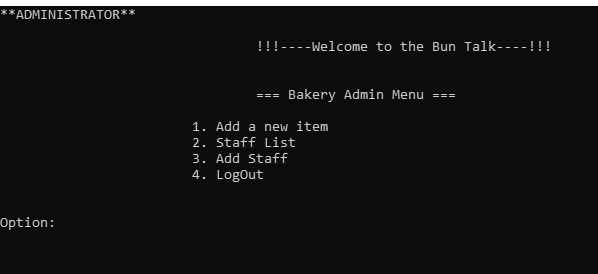 **ADMINISTRATOR**
!!!----Welcome to the Bun Talk----!!!
=== Bakery Admin Menu ===
1. Add a new item
2. Staff List
3. Add Staff
4. LogOut
Option: